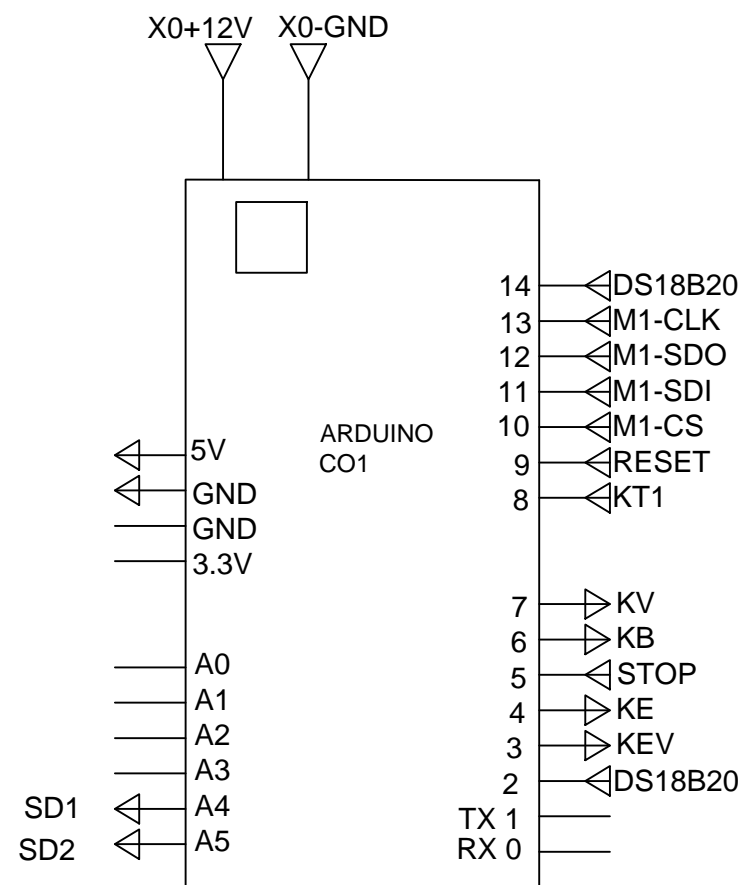 X0+12V X0-GND
14 DS18B20
13 M1-CLK
12 M1-SDO
11 M1-SDI
ARDUINO
10 M1-CS
5V
CO1
9 RESET
GND
8 KT1
GND
3.3V
7 KV
6 KB
A0
5 STOP
A1
4 KE
A2
3 KEV
A3
2 DS18B20
SD1 A4
TX 1
SD2 A5
RX 0